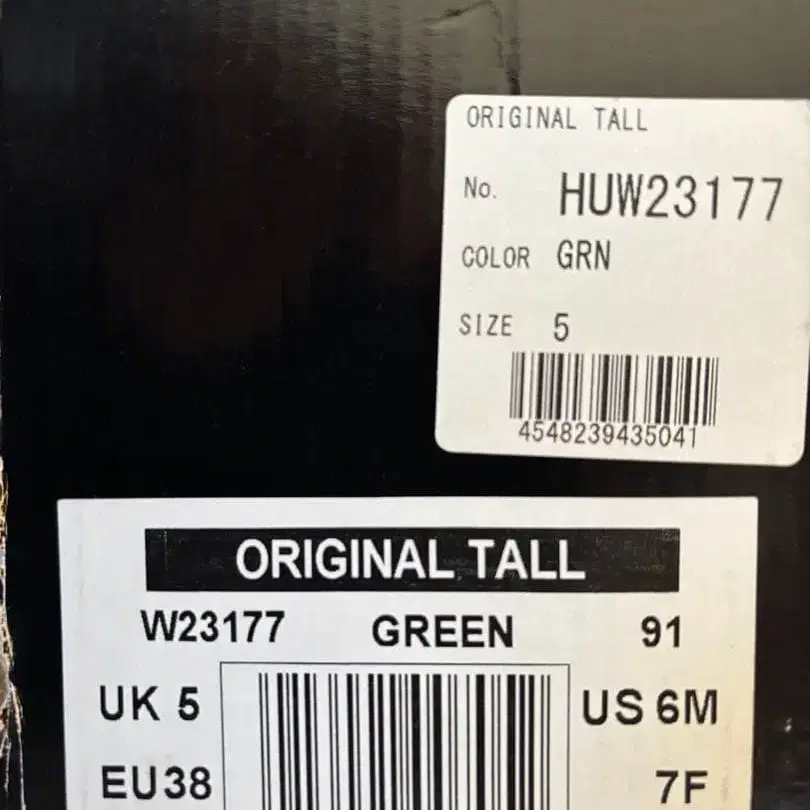 ORIGINAL TALL
No. HUW23177
COLOR GRN
SIZE 5
4548239435041
ORIGINAL TALL
W23177 GREEN 91
UK 5 US 6M
EU38 7F